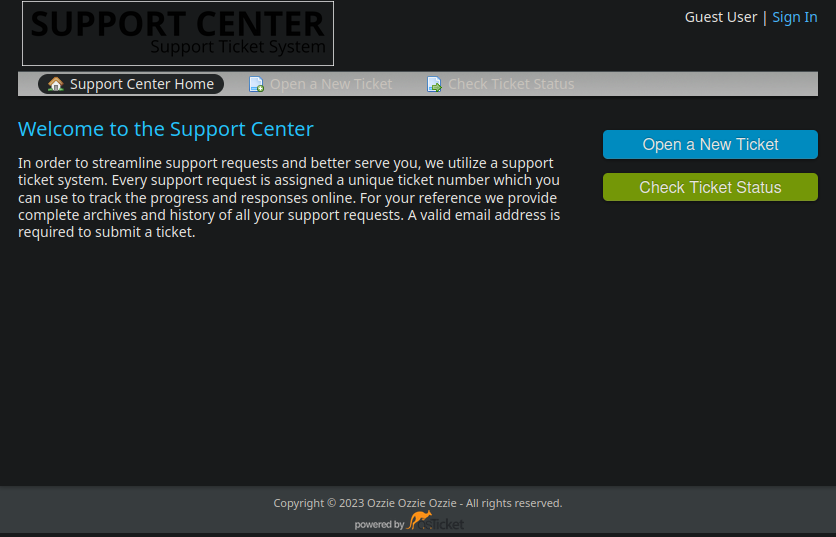 SUPPORT CENTER
Support Ticket System
Guest User | Sign In
Support Center Home
Open a New Ticket
Check Ticket Status
Welcome to the Support Center
In order to streamline support requests and better serve you, we utilize a support
ticket system. Every support request is assigned a unique ticket number which you
can use to track the progress and responses online. For your reference we provide
complete archives and history of all your support requests. A valid email address is
required to submit a ticket.
Open a New Ticket
Check Ticket Status
Copyright © 2023 Ozzie Ozzie Ozzie - All rights reserved.
powered by osTicket